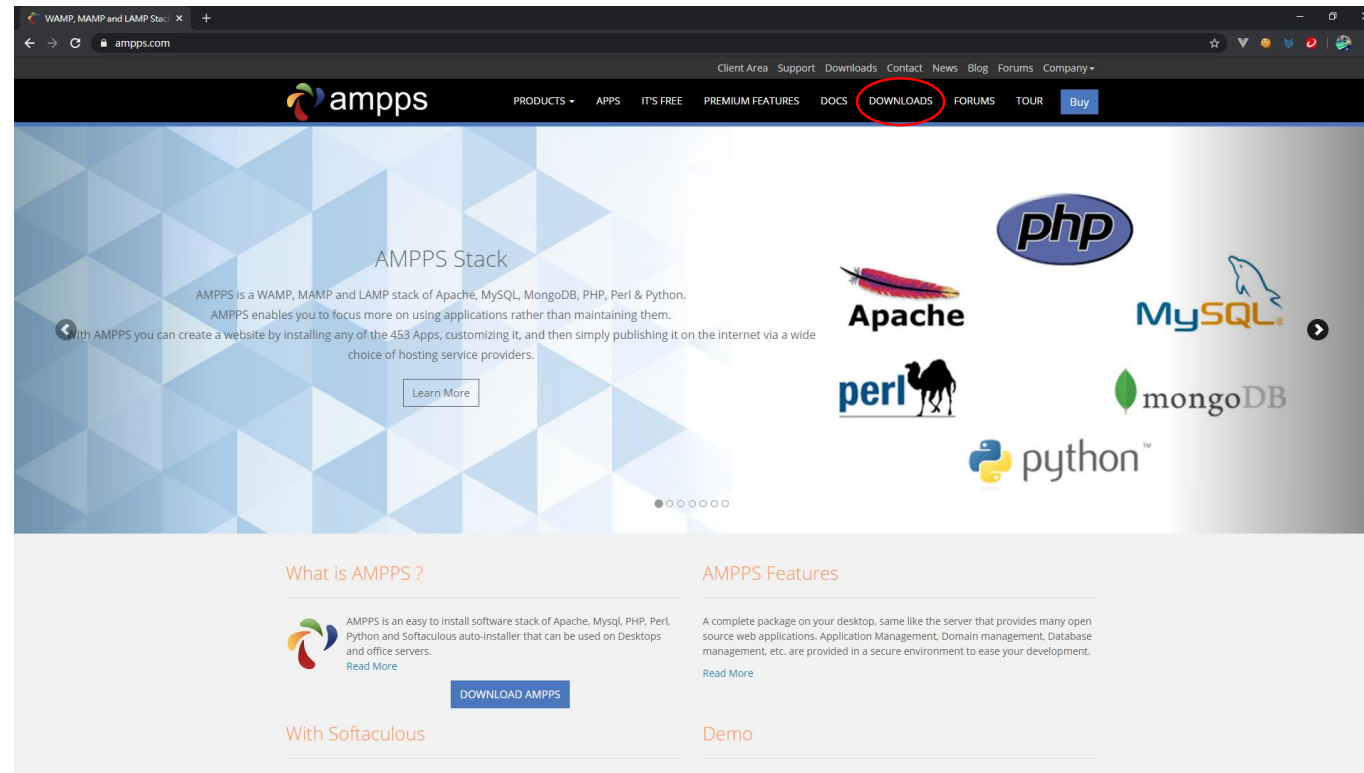 WAMP, MAMP and LAMP Stac
ampps.com
Client Area Support Downloads Contact News Blog Forums Company
ampps
PRODUCTS APPS IT'S FREE PREMIUM FEATURES DOCS DOWNLOADS FORUMS TOUR Buy
AMPPS Stack
AMPPS is a WAMP, MAMP and LAMP stack of Apache, MySQL, MongoDB, PHP, Perl & Python.
AMPPS enables you to focus more on using applications rather than maintaining them.
With AMPPS you can create a website by installing any of the 453 Apps, customizing it, and then simply publishing it on the internet via a wide
choice of hosting service providers.
Learn More
php
Apache
MySQL
perl
mongoDB
python™
What is AMPPS ?
AMPPS is an easy to install software stack of Apache, Mysql, PHP, Perl,
Python and Softaculous auto-installer that can be used on Desktops
and office servers.
Read More
DOWNLOAD AMPPS
AMPPS Features
A complete package on your desktop, same like the server that provides many open
source web applications. Application Management, Domain management, Database
management, etc. are provided in a secure environment to ease your development.
Read More
With Softaculous
Demo